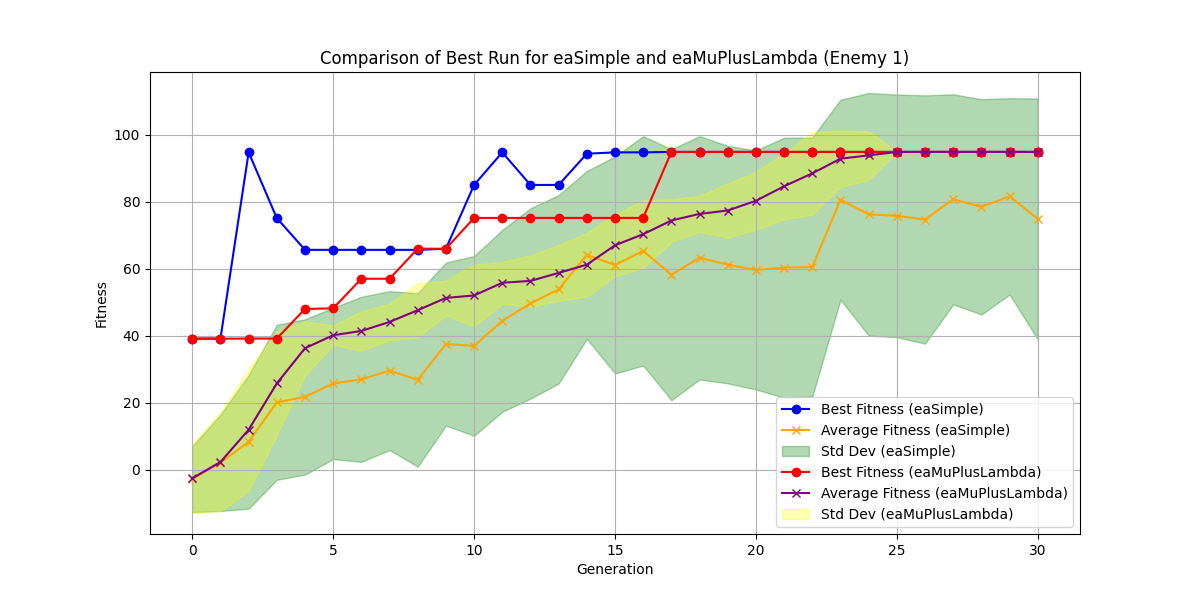 Comparison of Best Run for eaSimple and eaMuPlusLambda (Enemy 1)
Fitness
100
80
60
40
20
0
0 5 10 15 20 25 30
Generation
Best Fitness (eaSimple)
Average Fitness (eaSimple)
Std Dev (eaSimple)
Best Fitness (eaMuPlusLambda)
Average Fitness (eaMuPlusLambda)
Std Dev (eaMuPlusLambda)